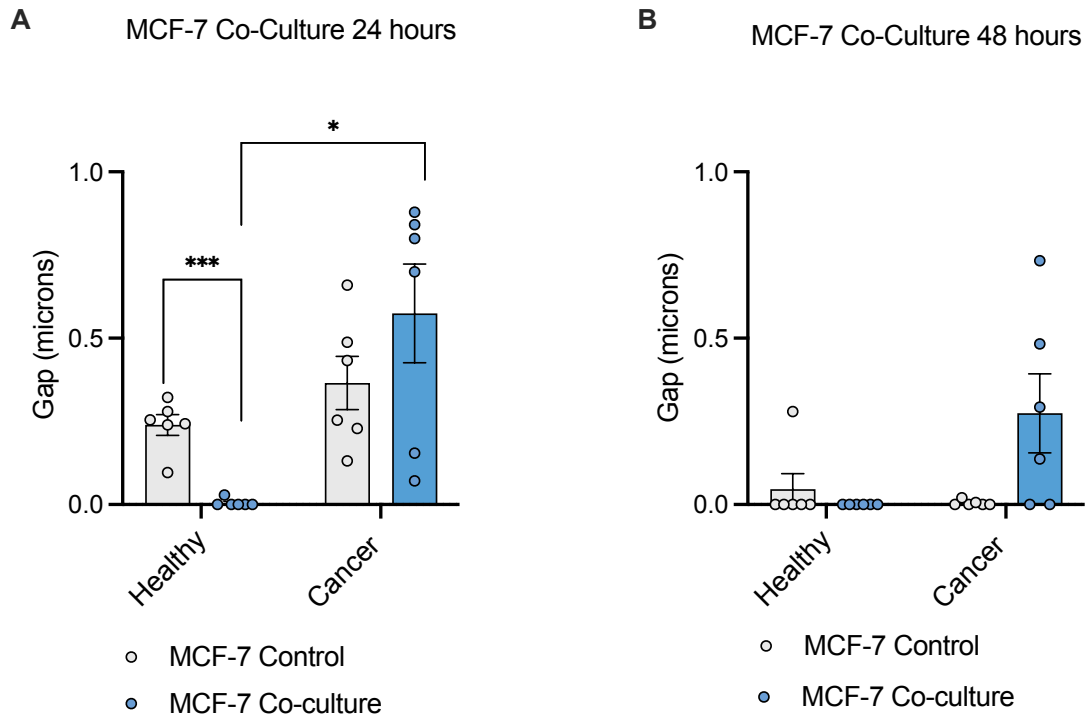 A
MCF-7 Co-Culture 24 hours
*
***
Gap (microns)
1.0
0.5
0.0
Healthy
Cancer
MCF-7 Control
MCF-7 Co-culture
B
MCF-7 Co-Culture 48 hours
Gap (microns)
1.0
0.5
0.0
Healthy
Cancer
MCF-7 Control
MCF-7 Co-culture